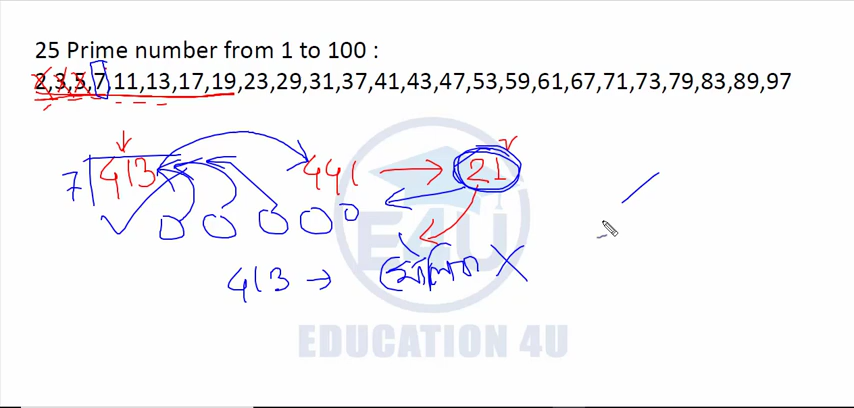 25 Prime number from 1 to 100 :
2,3,5,7,11,13,17,19,23,29,31,37,41,43,47,53,59,61,67,71,73,79,83,89,97
7 413 441 → 21
413 → মৌলিক X
EDUCATION 4U